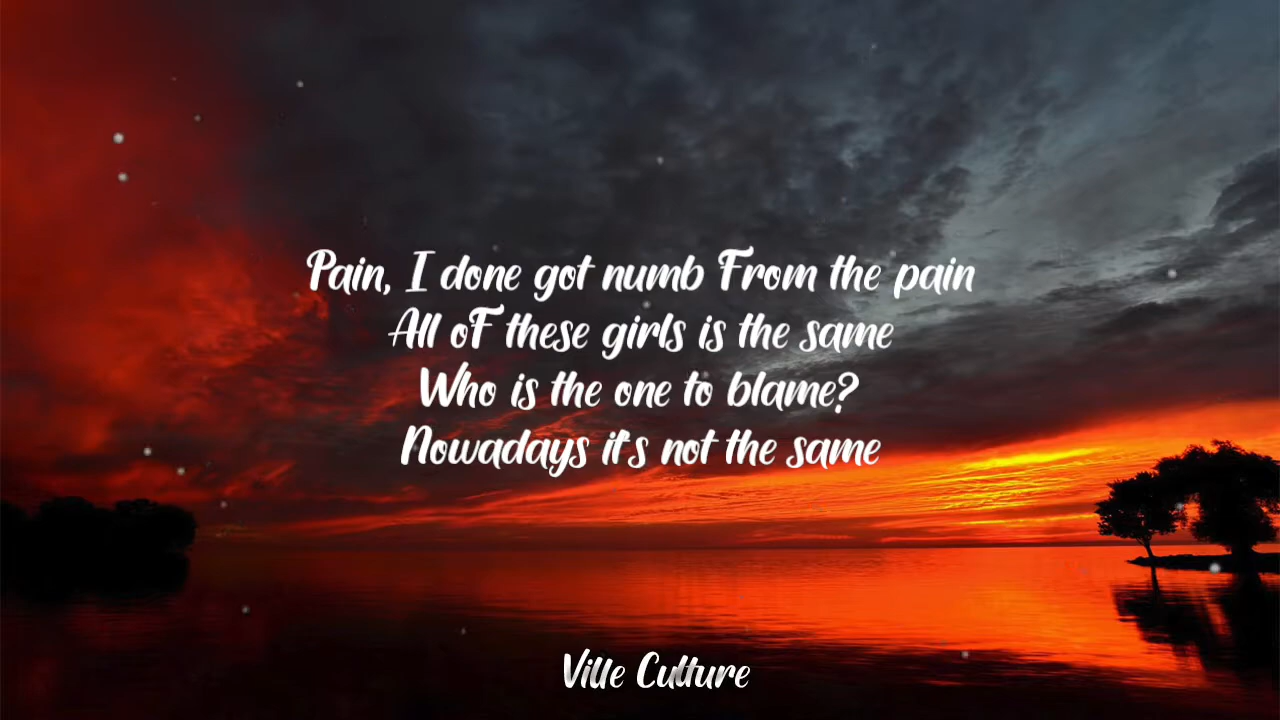 Pain, I done got numb From the pain
All oF these girls is the same
Who is the one to blame?
Nowadays it's not the same
Ville Culture